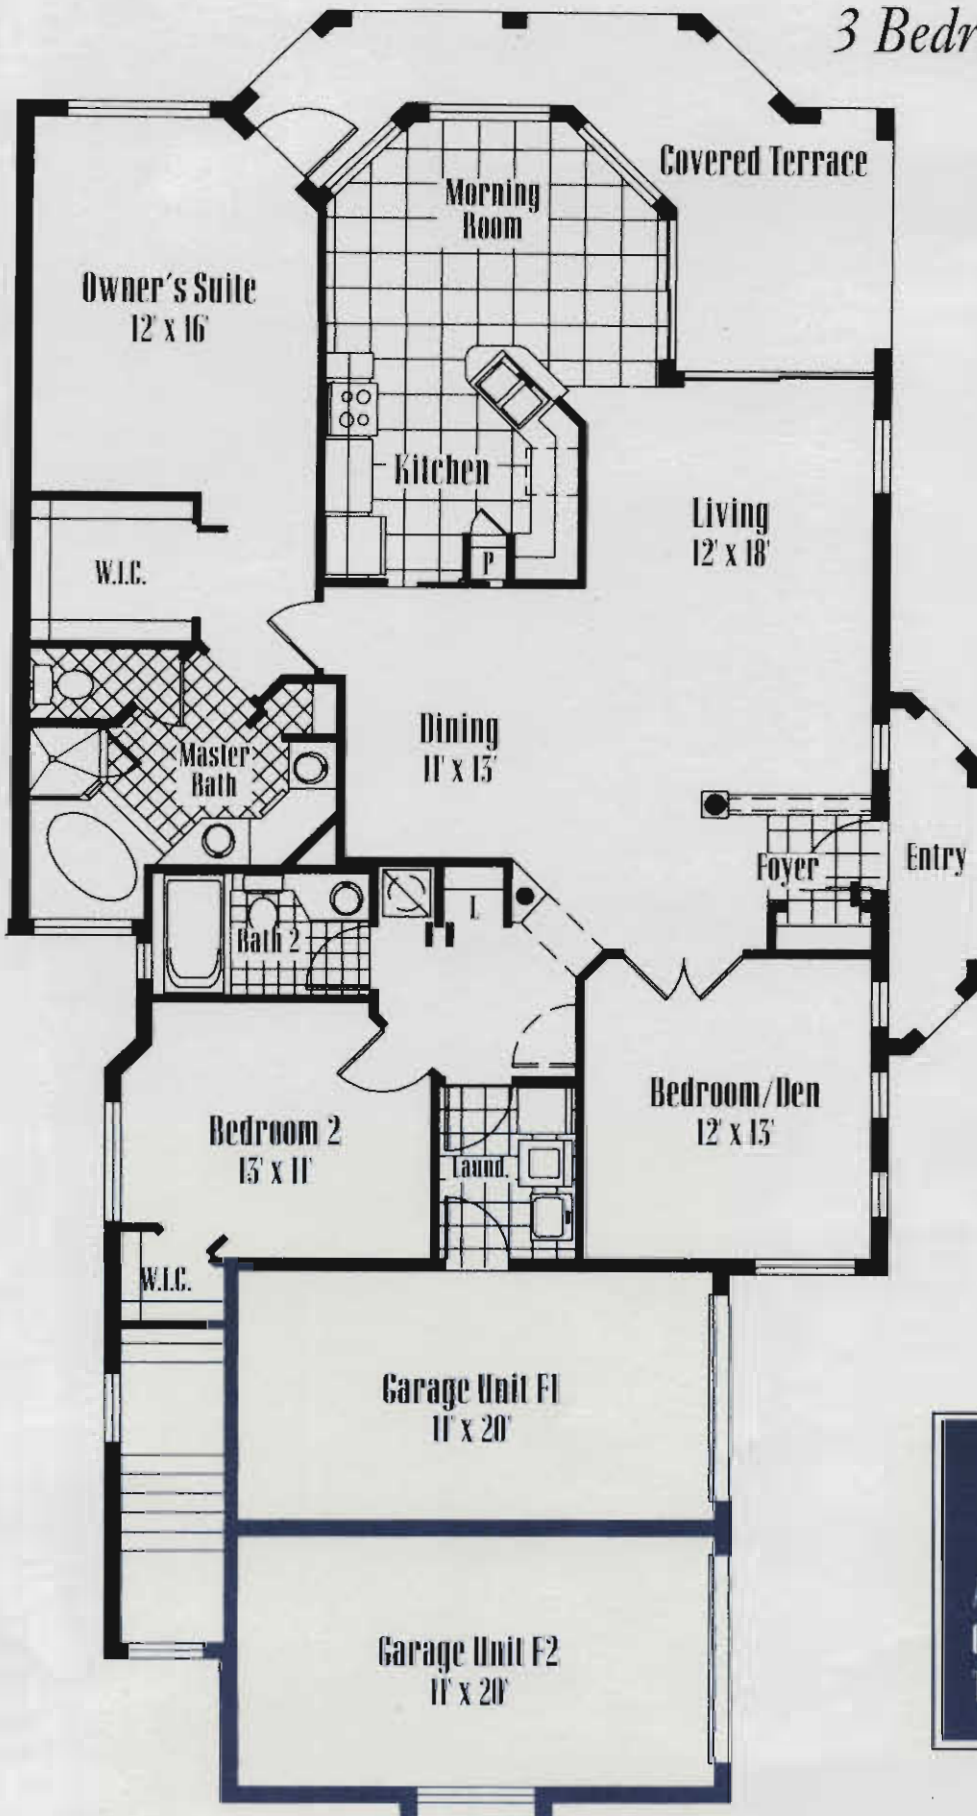 3 Bedr
Covered Terrace
Morning
Room
Owner's Suite
12' x 16'
Kitchen
Living
12' x 18'
W.I.C.
P
Dining
11' x 13'
Master
Bath
Foyer
Entry
L
Bath 2
Bedroom/Den
12' x 13'
Bedroom 2
13' x 11'
Laund.
W.I.C.
Garage Unit F1
11' x 20'
Garage Unit F2
11' x 20'